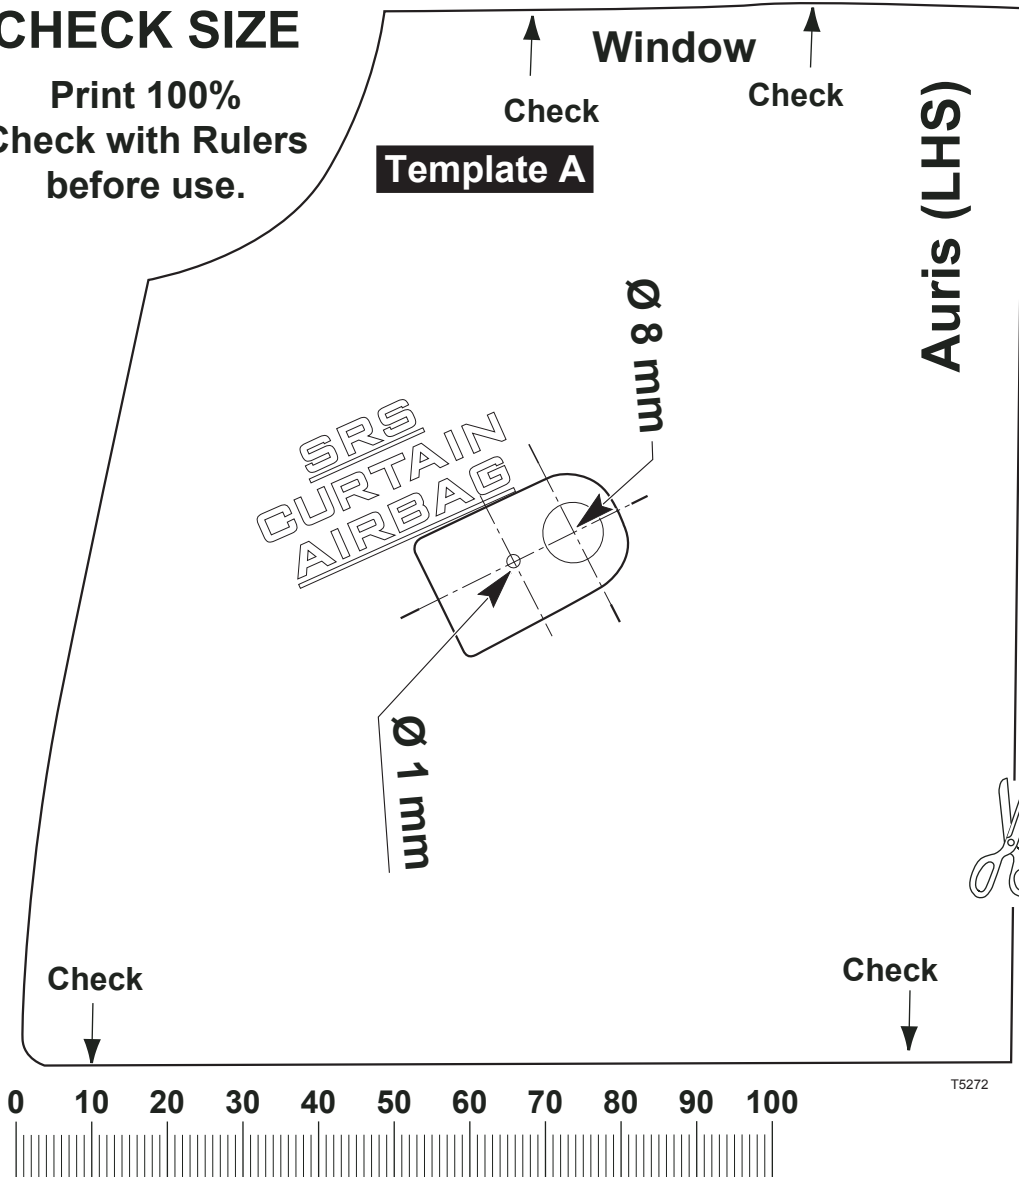 CHECK SIZE
Print 100%
Check with Rulers
before use.
Window
Check
Check
Template A
Auris (LHS)
Ø 8 mm
SRS
CURTAIN
AIRBAG
Ø 1 mm
Check
Check
T5272
0 10 20 30 40 50 60 70 80 90 100